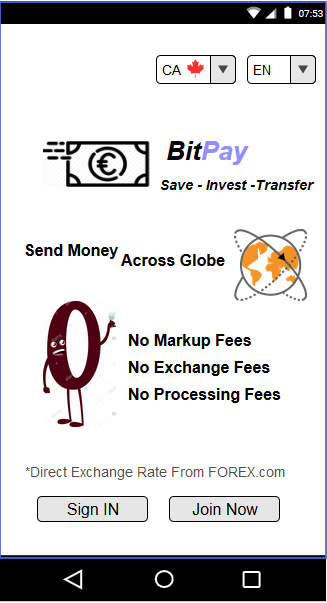 07:53
CA EN
BitPay
Save - Invest -Transfer
Send Money Across Globe
No Markup Fees
No Exchange Fees
No Processing Fees
*Direct Exchange Rate From FOREX.com
Sign IN Join Now